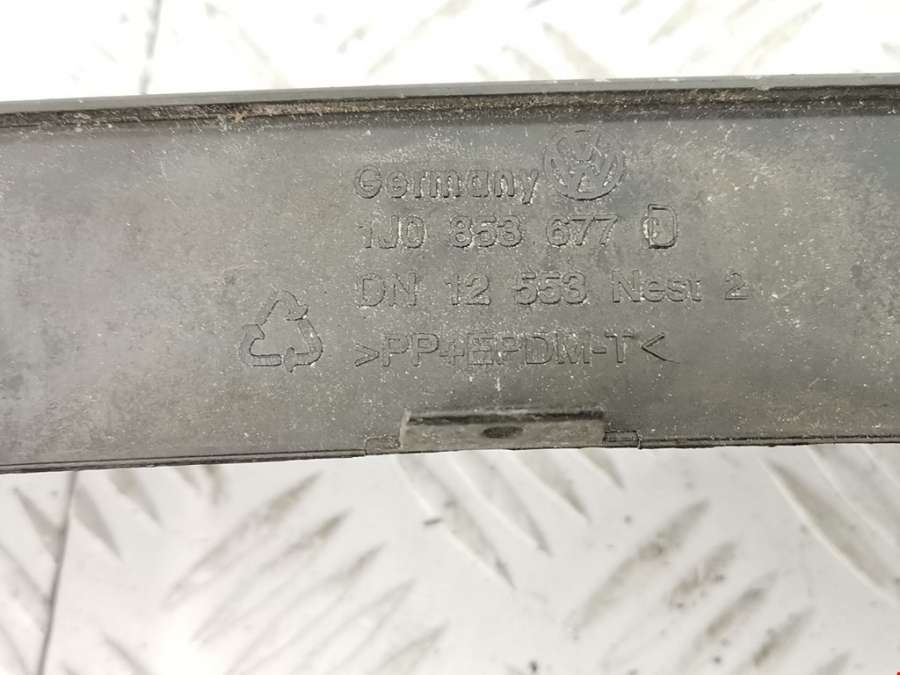 Germany
1J0 853 677 D
DN 12 553 Nest 2
>PP+EPDM-T<